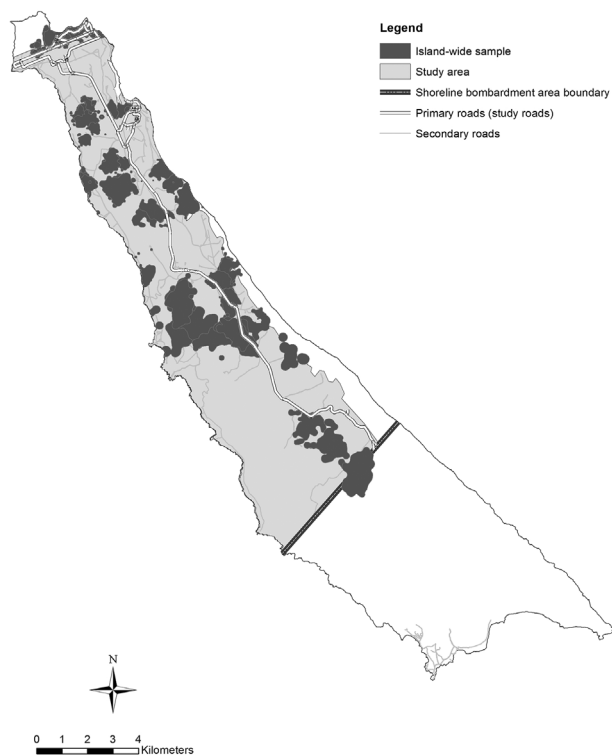 Legend
Island-wide sample
Study area
Shoreline bombardment area boundary
Primary roads (study roads)
Secondary roads
N
0 1 2 3 4
Kilometers